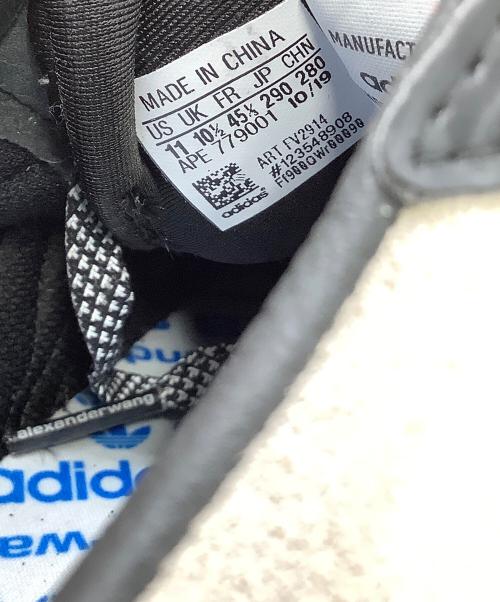 MADE IN CHINA
US UK FR JP CHN
11 10½ 45⅓ 290 280
APE 779001 10/19
ART FV2914
#123548908
adidas
MANUFACT
alexanderwang
adidas